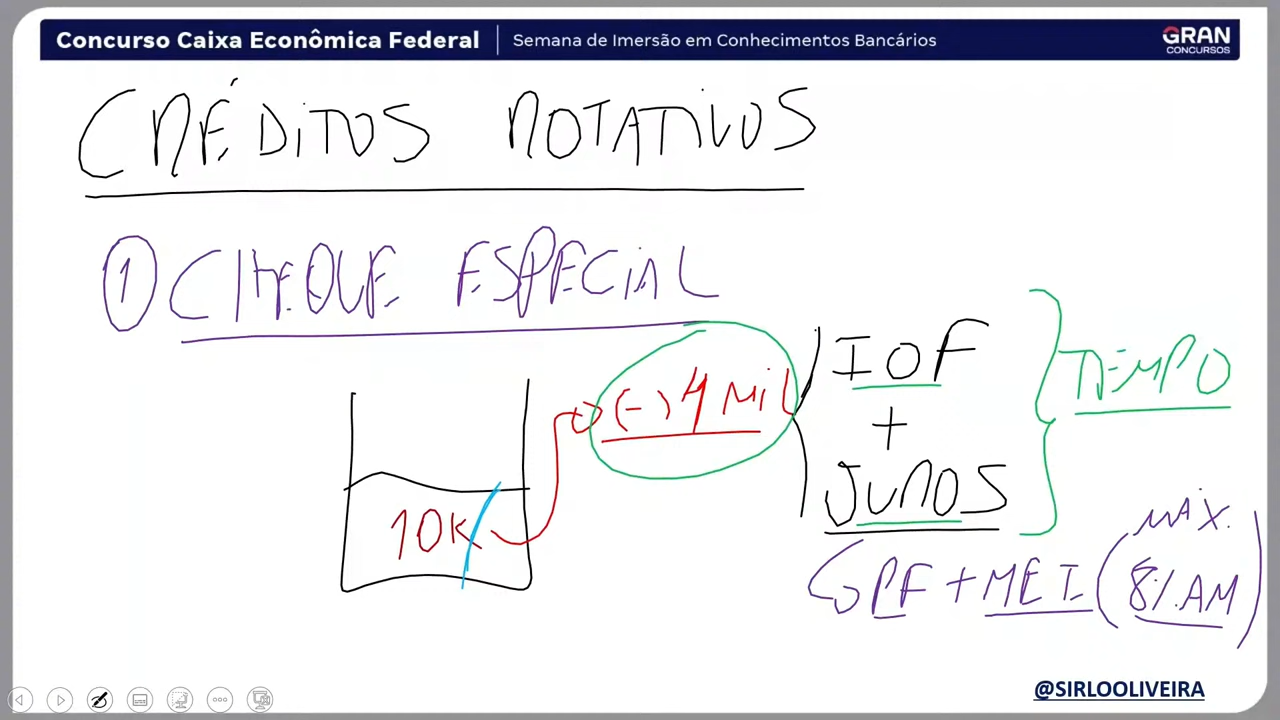 Concurso Caixa Econômica Federal | Semana de Imersão em Conhecimentos Bancários
GRAN
CONCURSOS
CRÉDITOS ROTATIVOS
1 CHEQUE ESPECIAL
10K
(-) 4 MiL
IOF
+
JUROS
TEMPO
PF + MEI (MÁX. 8% AM)
@SIRLOOLIVEIRA